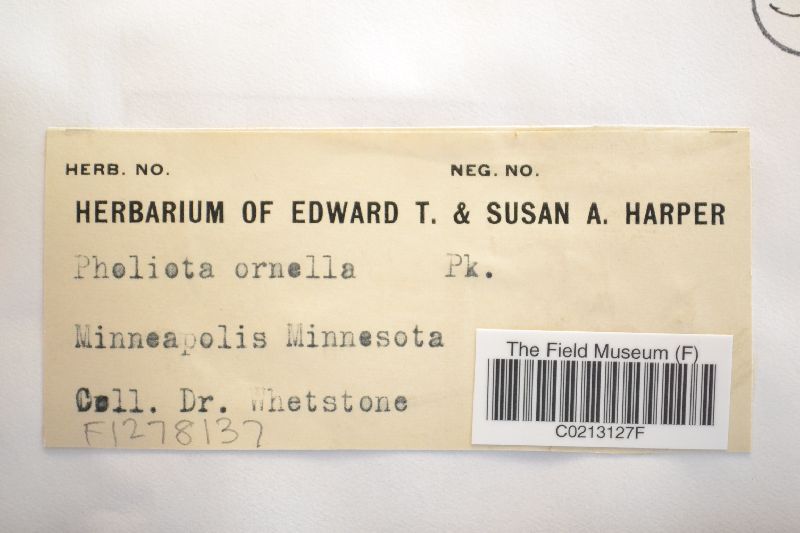 HERB. NO. NEG. NO.
HERBARIUM OF EDWARD T. & SUSAN A. HARPER
Pholiota ornella Pk.
Minneapolis Minnesota
Coll. Dr. Whetstone
F1278137
The Field Museum (F)
C0213127F